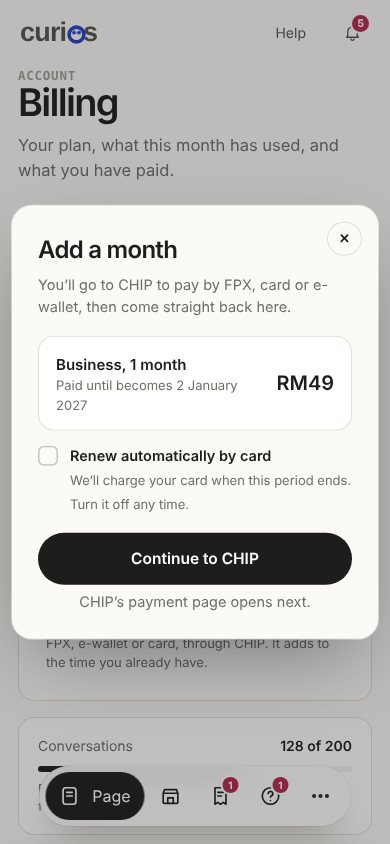 curios
Help
5
ACCOUNT
Billing
Your plan, what this month has used, and
what you have paid.
Add a month
You’ll go to CHIP to pay by FPX, card or e-
wallet, then come straight back here.
Business, 1 month
Paid until becomes 2 January
2027
RM49
Renew automatically by card
We’ll charge your card when this period ends.
Turn it off any time.
Continue to CHIP
CHIP’s payment page opens next.
FPX, e-wallet or card, through CHIP. It adds to
the time you already have.
Conversations
128 of 200
Page
1
1